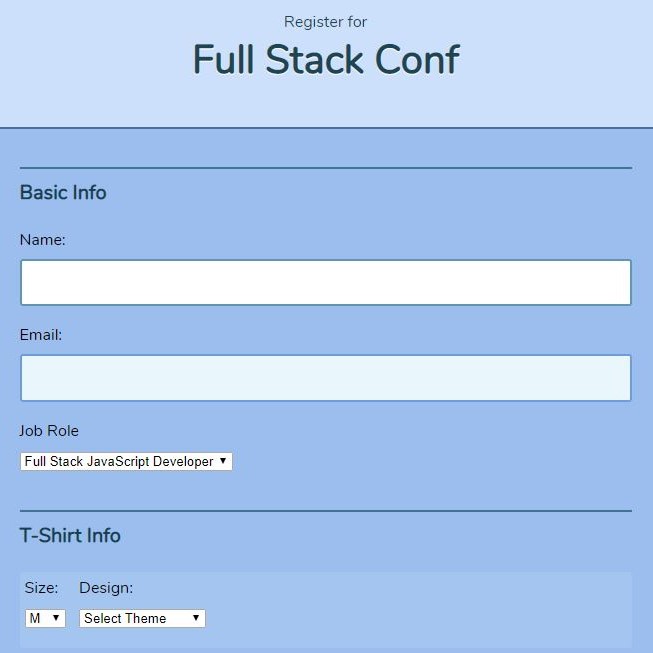 Register for
Full Stack Conf
Basic Info
Name:
Email:
Job Role
Full Stack JavaScript Developer
T-Shirt Info
Size: Design:
M Select Theme